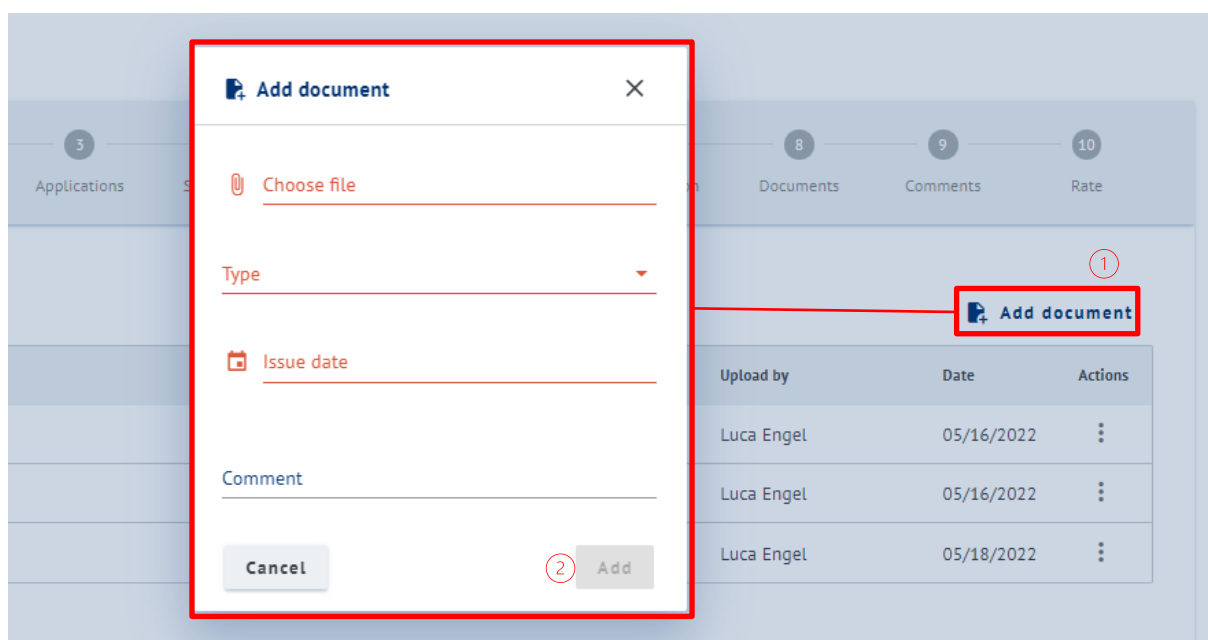 Add document
3
8
9
10
Applications
S
n
Documents
Comments
Rate
Choose file
1
Type
Add document
Issue date
Upload by
Date
Actions
Luca Engel
05/16/2022
Comment
Luca Engel
05/16/2022
Luca Engel
05/18/2022
Cancel
2
Add